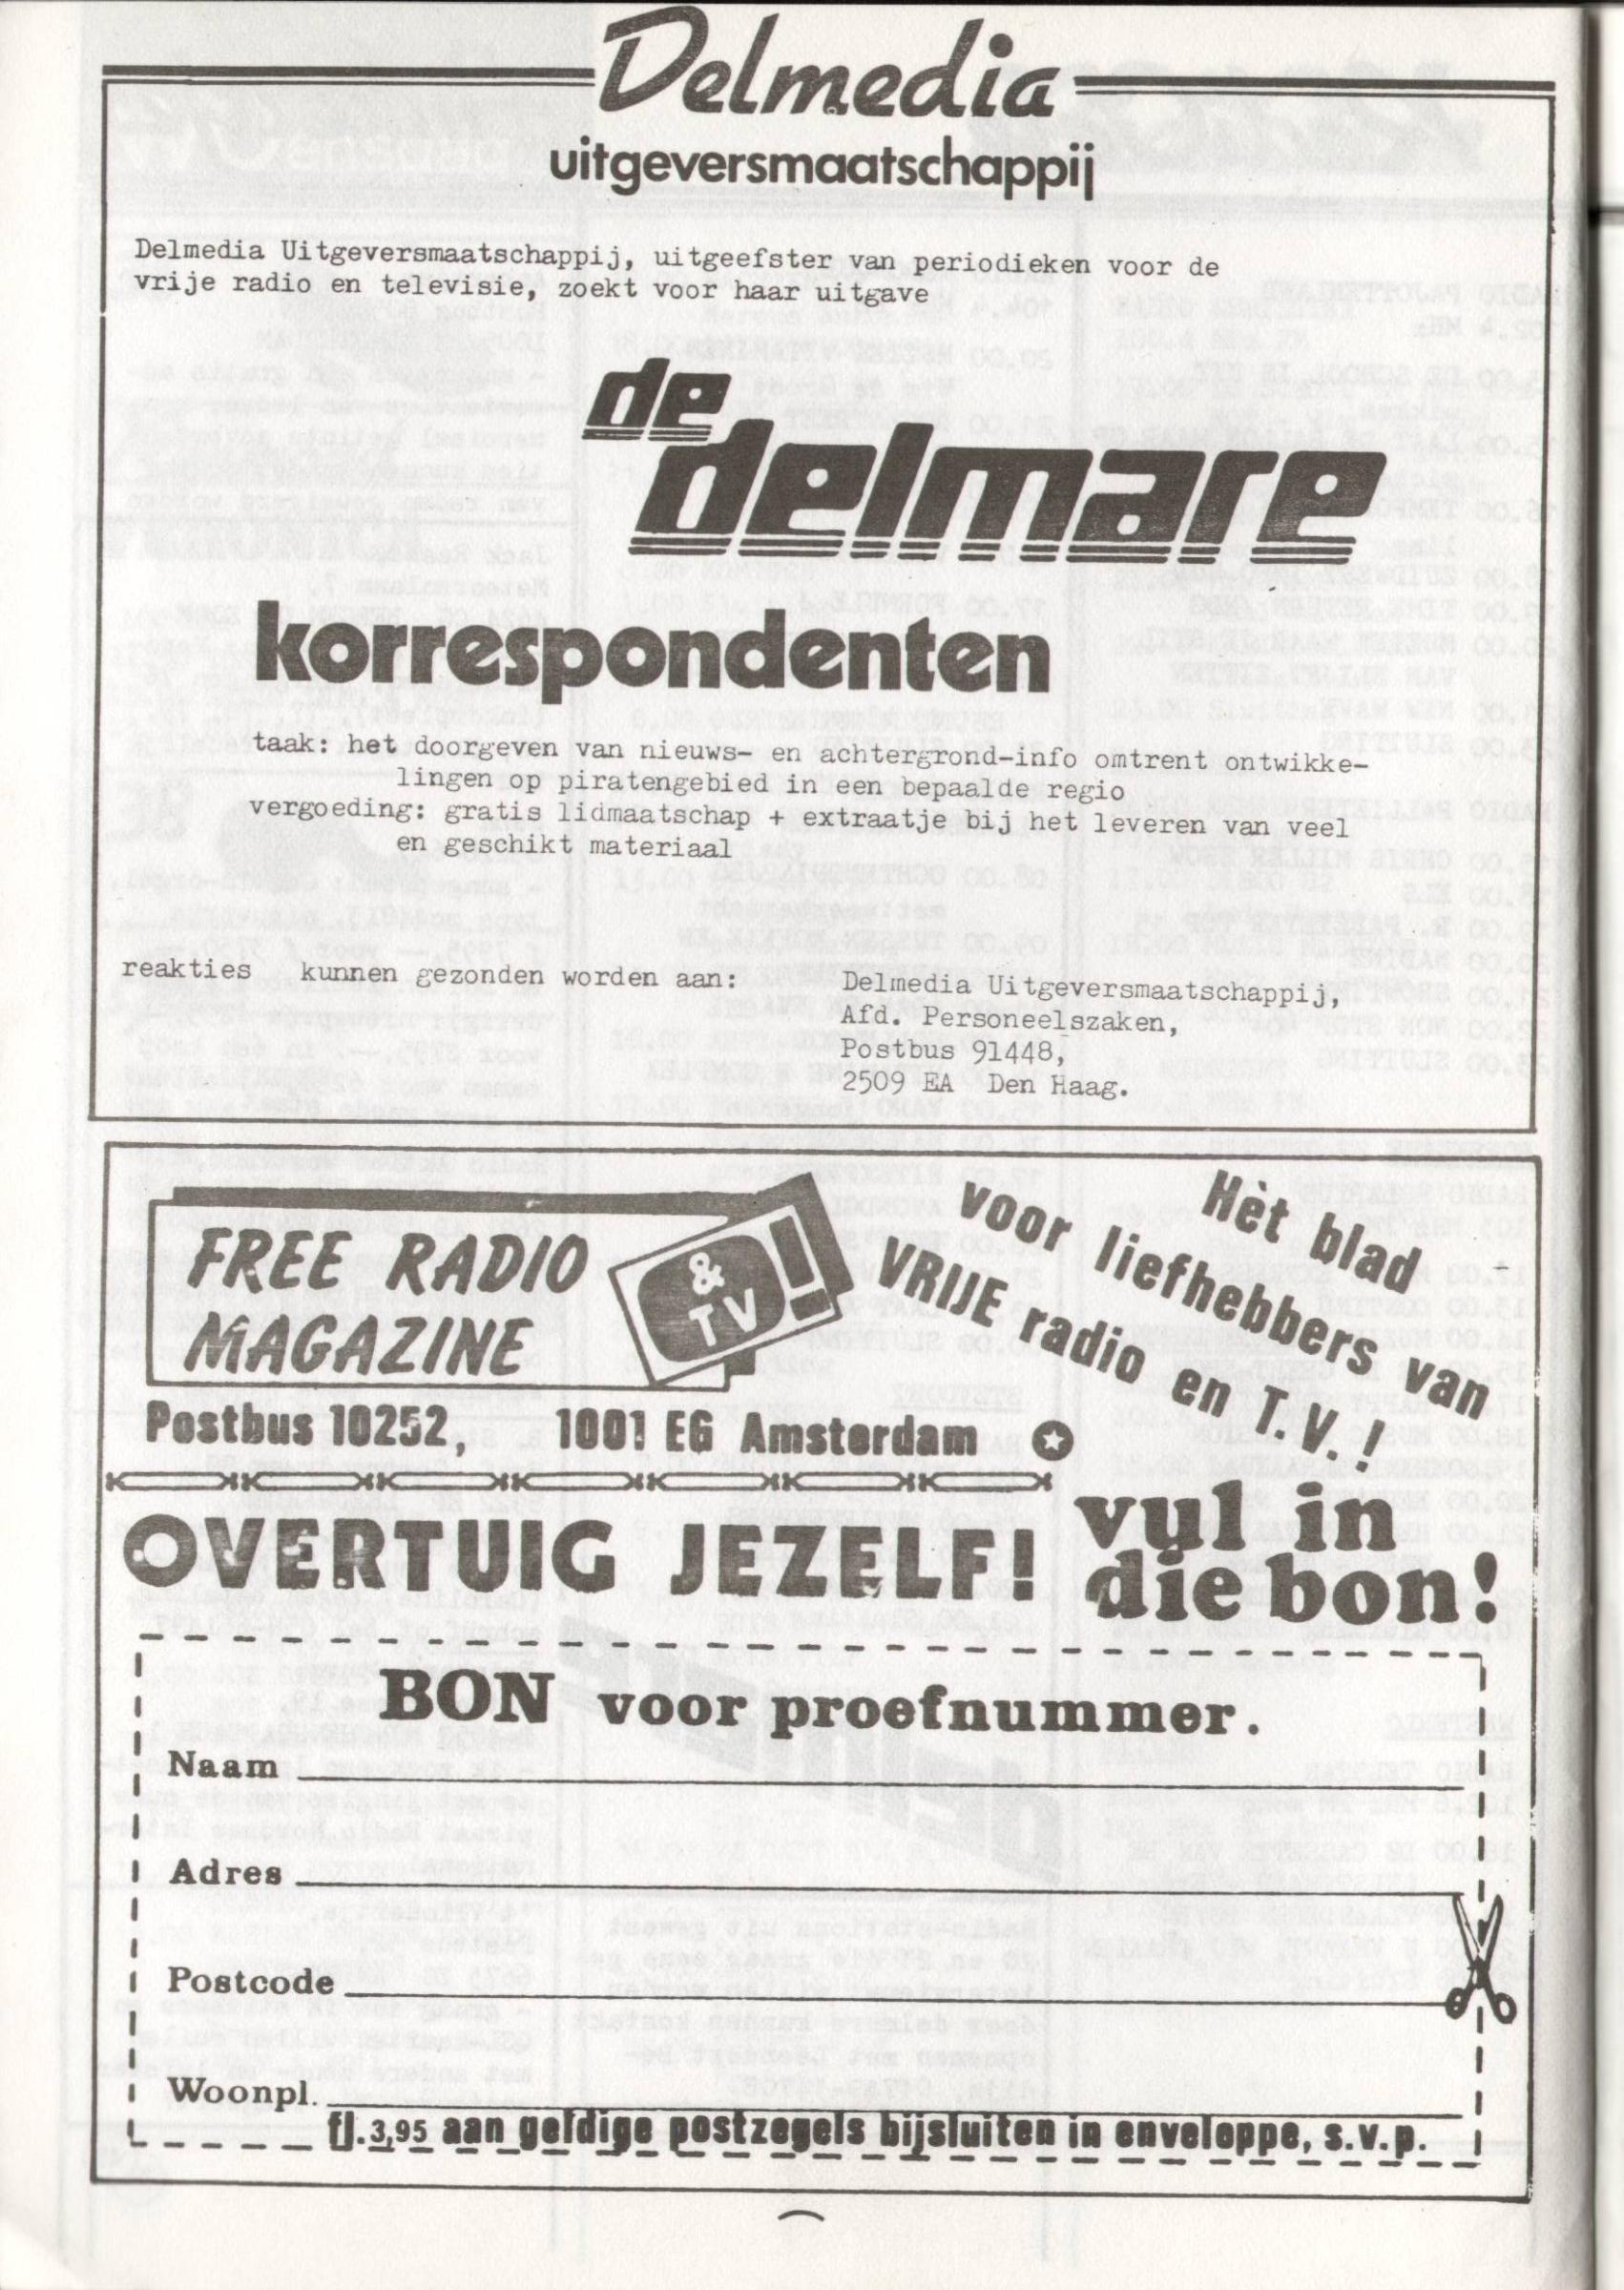 Delmedia
uitgeversmaatschappij
Delmedia Uitgeversmaatschappij, uitgeefster van periodieken voor de
vrije radio en televisie, zoekt voor haar uitgave
de
delmare
korrespondenten
taak: het doorgeven van nieuws- en achtergrond-info omtrent ontwikke-
lingen op piratengebied in een bepaalde regio
vergoeding: gratis lidmaatschap + extraatje bij het leveren van veel
en geschikt materiaal
reakties kunnen gezonden worden aan: Delmedia Uitgeversmaatschappij,
Afd. Personeelszaken,
Postbus 91448,
2509 EA Den Haag.
FREE RADIO
MAGAZINE
& TV!
Hèt blad
voor liefhebbers van
VRIJE radio en T.V.!
Postbus 10252, 1001 EG Amsterdam
OVERTUIG JEZELF!
vul in
die bon!
BON voor proefnummer.
Naam
Adres
Postcode
Woonpl.
fl.3,95 aan geldige postzegels bijsluiten in enveloppe, s.v.p.